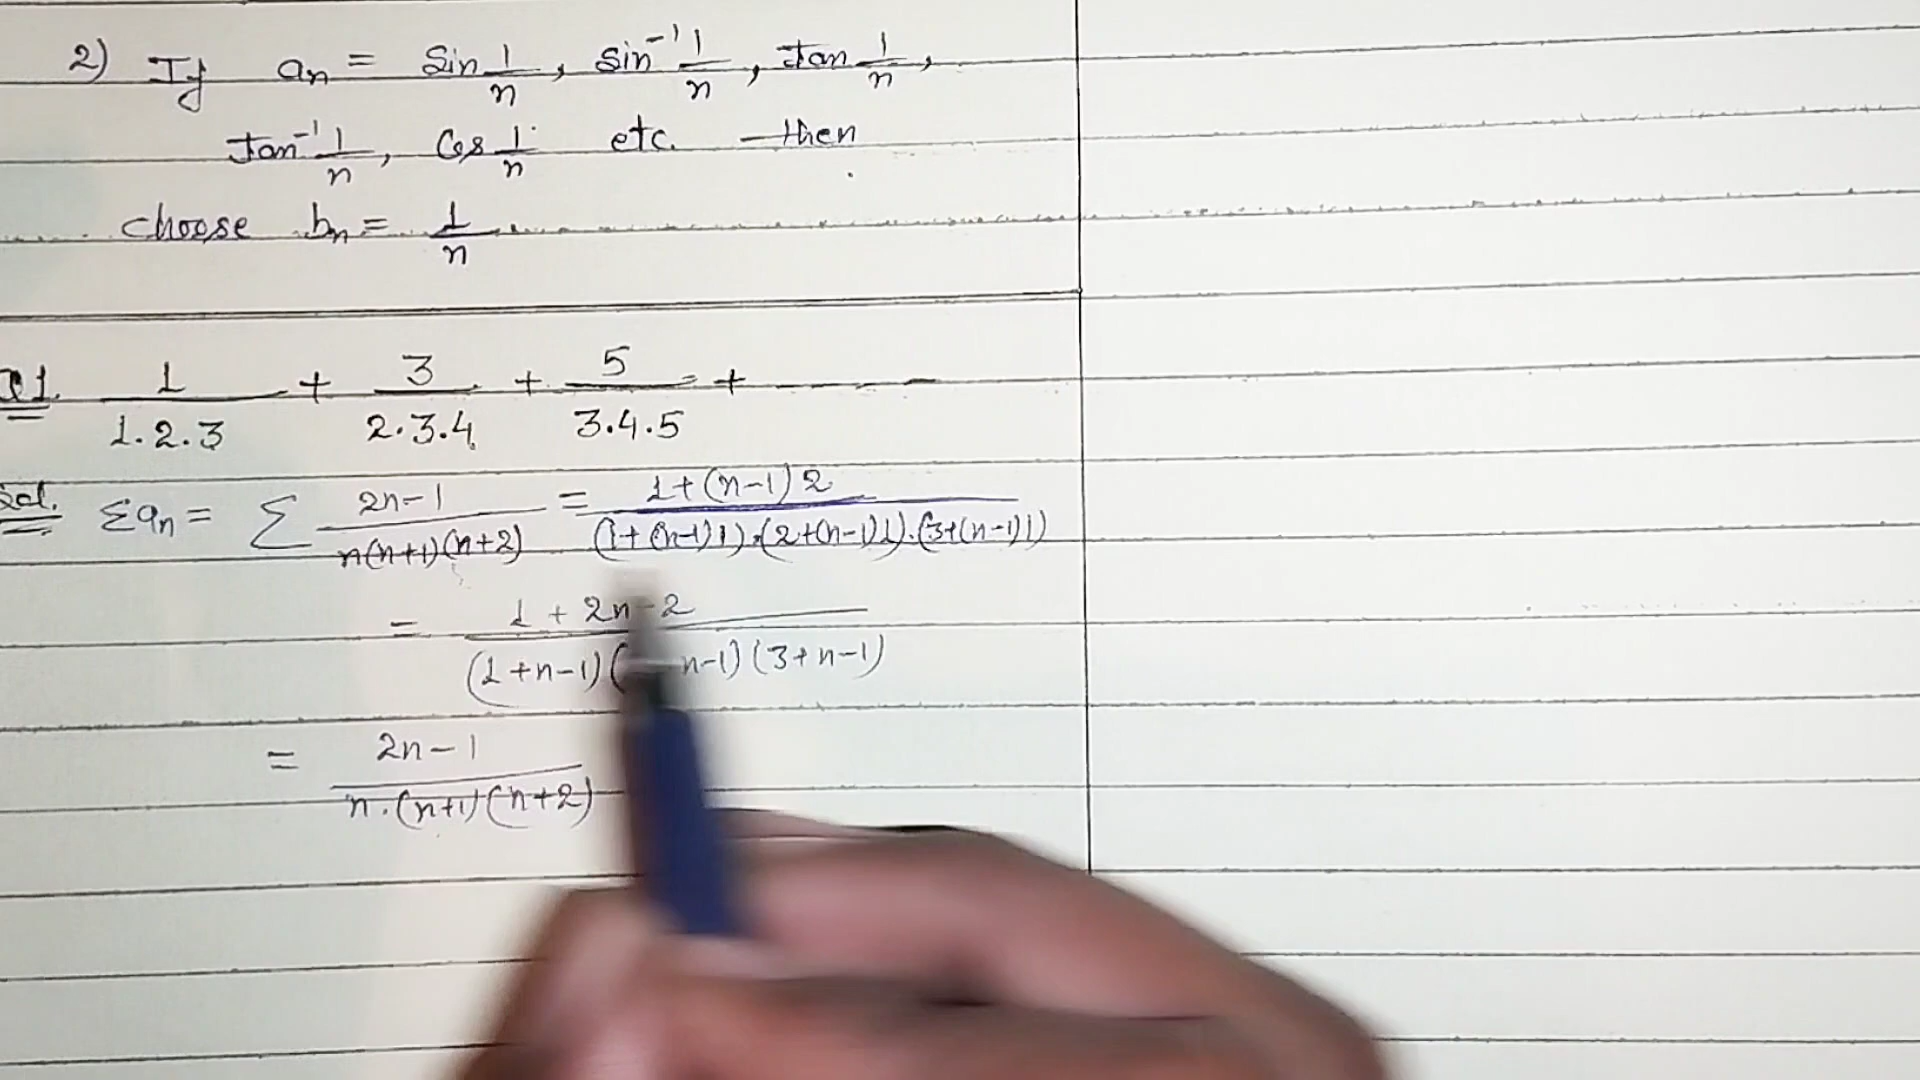 2) If an = Sin 1/n, sin⁻¹ 1/n, Tan 1/n,
Tan⁻¹ 1/n, Cos 1/n etc. then
choose bn = 1/n
Q1. 1/1.2.3 + 3/2.3.4 + 5/3.4.5 + ------
Sol. Σan = Σ 2n-1/n(n+1)(n+2) = 1+(n-1)2/(1+(n-1)1).(2+(n-1)1).(3+(n-1)1)
= 1+2n-2/(1+n-1)( n-1)(3+n-1)
= 2n-1/n.(n+1)(n+2)